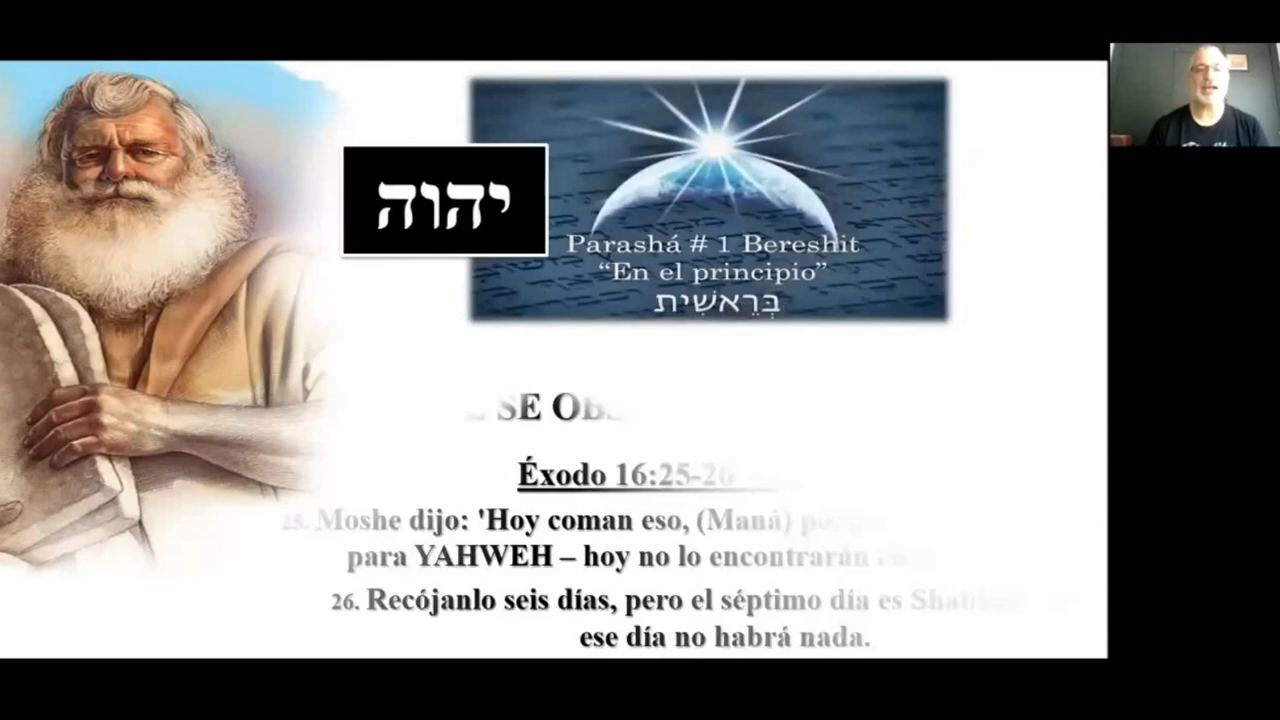 יהוה
Parashá # 1 Bereshit
“En el principio”
בְּרֵאשִׁית
SE
Éxodo 16:25-26
25. Moshe dijo: 'Hoy coman eso, (Maná)
para YAHWEH – hoy no lo encontrarán
26. Recójanlo seis días, pero el séptimo día es
ese día no habrá nada.